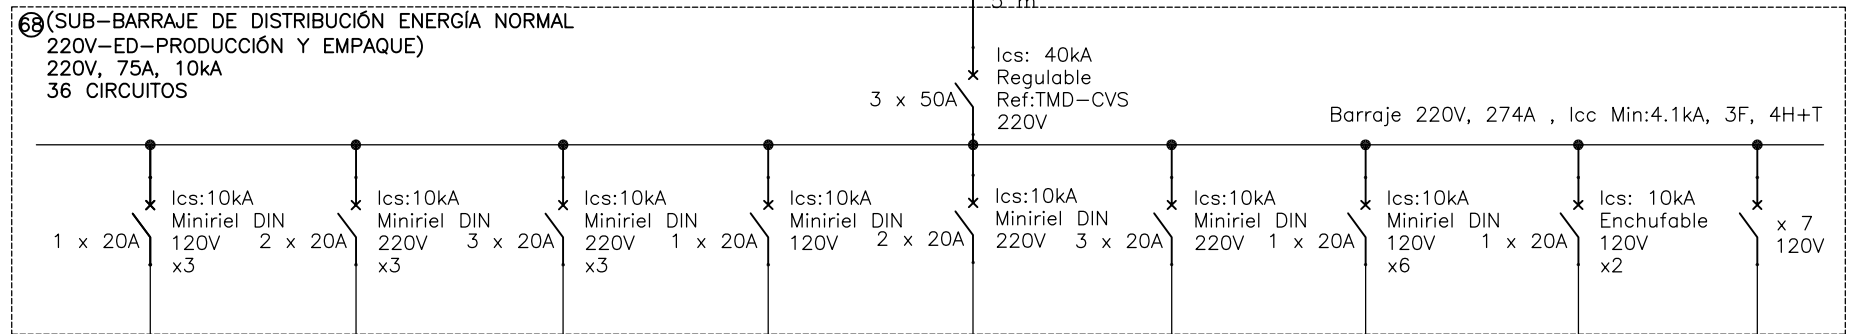 5 m
68 (SUB-BARRAJE DE DISTRIBUCIÓN ENERGÍA NORMAL
220V-ED-PRODUCCIÓN Y EMPAQUE)
220V, 75A, 10kA
36 CIRCUITOS
3 x 50A
Ics: 40kA
Regulable
Ref:TMD-CVS
220V
Barraje 220V, 274A , Icc Min:4.1kA, 3F, 4H+T
1 x 20A
Ics:10kA
Miniriel DIN
120V
x3
2 x 20A
Ics:10kA
Miniriel DIN
220V
x3
3 x 20A
Ics:10kA
Miniriel DIN
220V
x3
1 x 20A
Ics:10kA
Miniriel DIN
120V
2 x 20A
Ics:10kA
Miniriel DIN
220V
3 x 20A
Ics:10kA
Miniriel DIN
220V
1 x 20A
Ics:10kA
Miniriel DIN
120V
x6
1 x 20A
Ics: 10kA
Enchufable
120V
x2
x 7
120V